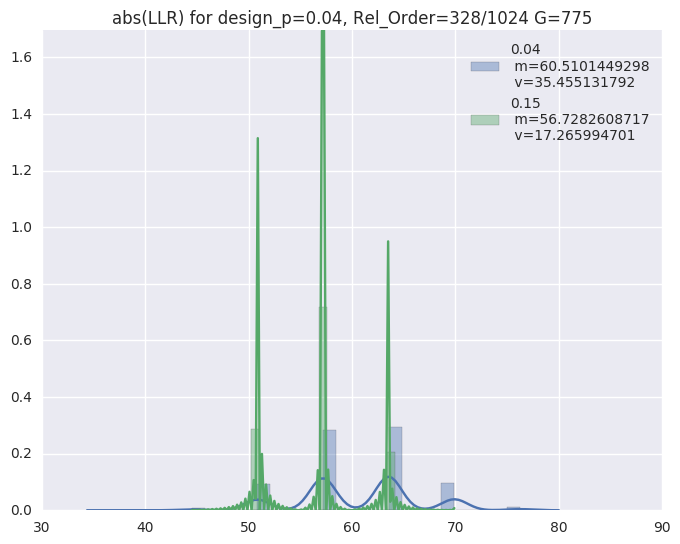 abs(LLR) for design_p=0.04, Rel_Order=328/1024 G=775
1.6
1.4
1.2
1.0
0.8
0.6
0.4
0.2
0.0
30 40 50 60 70 80 90
0.04
m=60.5101449298
v=35.455131792
0.15
m=56.7282608717
v=17.265994701